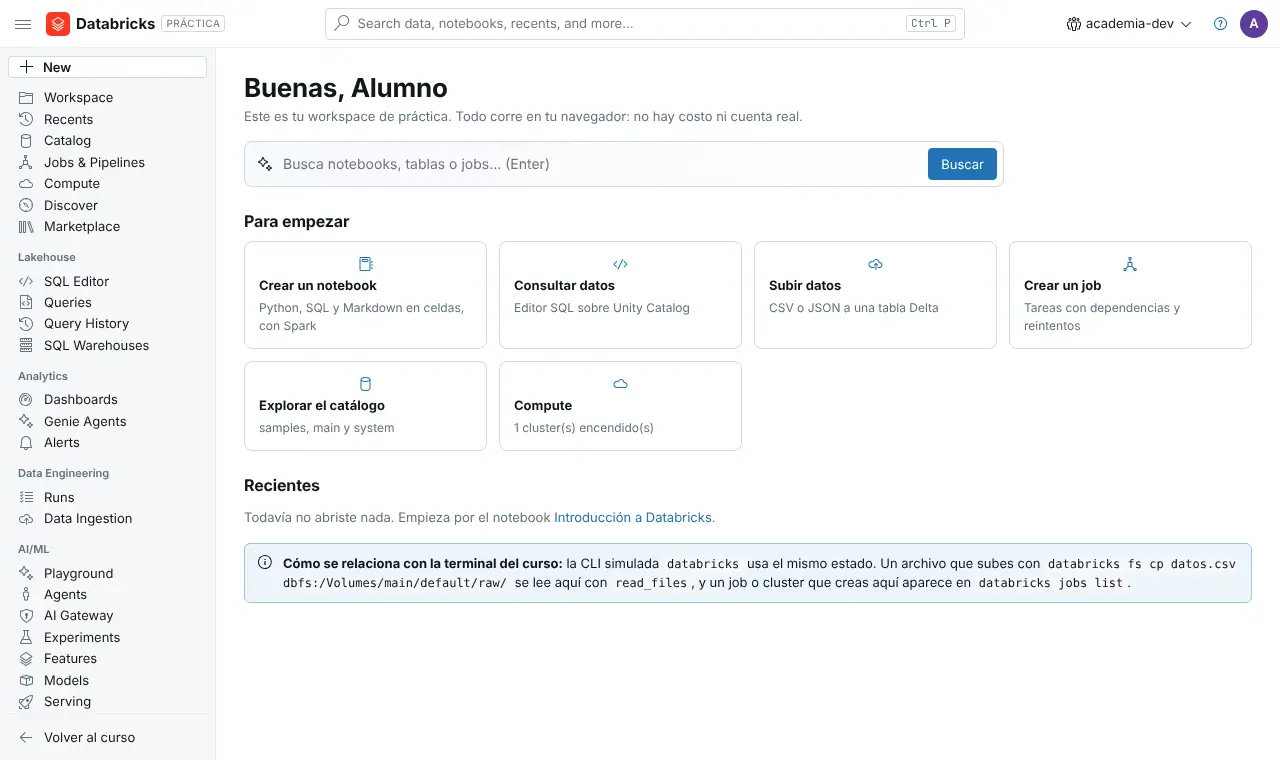 Databricks
PRÁCTICA
Search data, notebooks, recents, and more...
Ctrl P
academia-dev
A
New
Workspace
Recents
Catalog
Jobs & Pipelines
Compute
Discover
Marketplace
Lakehouse
SQL Editor
Queries
Query History
SQL Warehouses
Analytics
Dashboards
Genie Agents
Alerts
Data Engineering
Runs
Data Ingestion
AI/ML
Playground
Agents
AI Gateway
Experiments
Features
Models
Serving
Volver al curso
Buenas, Alumno
Este es tu workspace de práctica. Todo corre en tu navegador: no hay costo ni cuenta real.
Busca notebooks, tablas o jobs... (Enter)
Buscar
Para empezar
Crear un notebook
Python, SQL y Markdown en celdas,
con Spark
Consultar datos
Editor SQL sobre Unity Catalog
Subir datos
CSV o JSON a una tabla Delta
Crear un job
Tareas con dependencias y
reintentos
Explorar el catálogo
samples, main y system
Compute
1 cluster(s) encendido(s)
Recientes
Todavía no abriste nada. Empieza por el notebook Introducción a Databricks.
Cómo se relaciona con la terminal del curso: la CLI simulada databricks usa el mismo estado. Un archivo que subes con databricks fs cp datos.csv
dbfs:/Volumes/main/default/raw/ se lee aquí con read_files, y un job o cluster que creas aquí aparece en databricks jobs list.